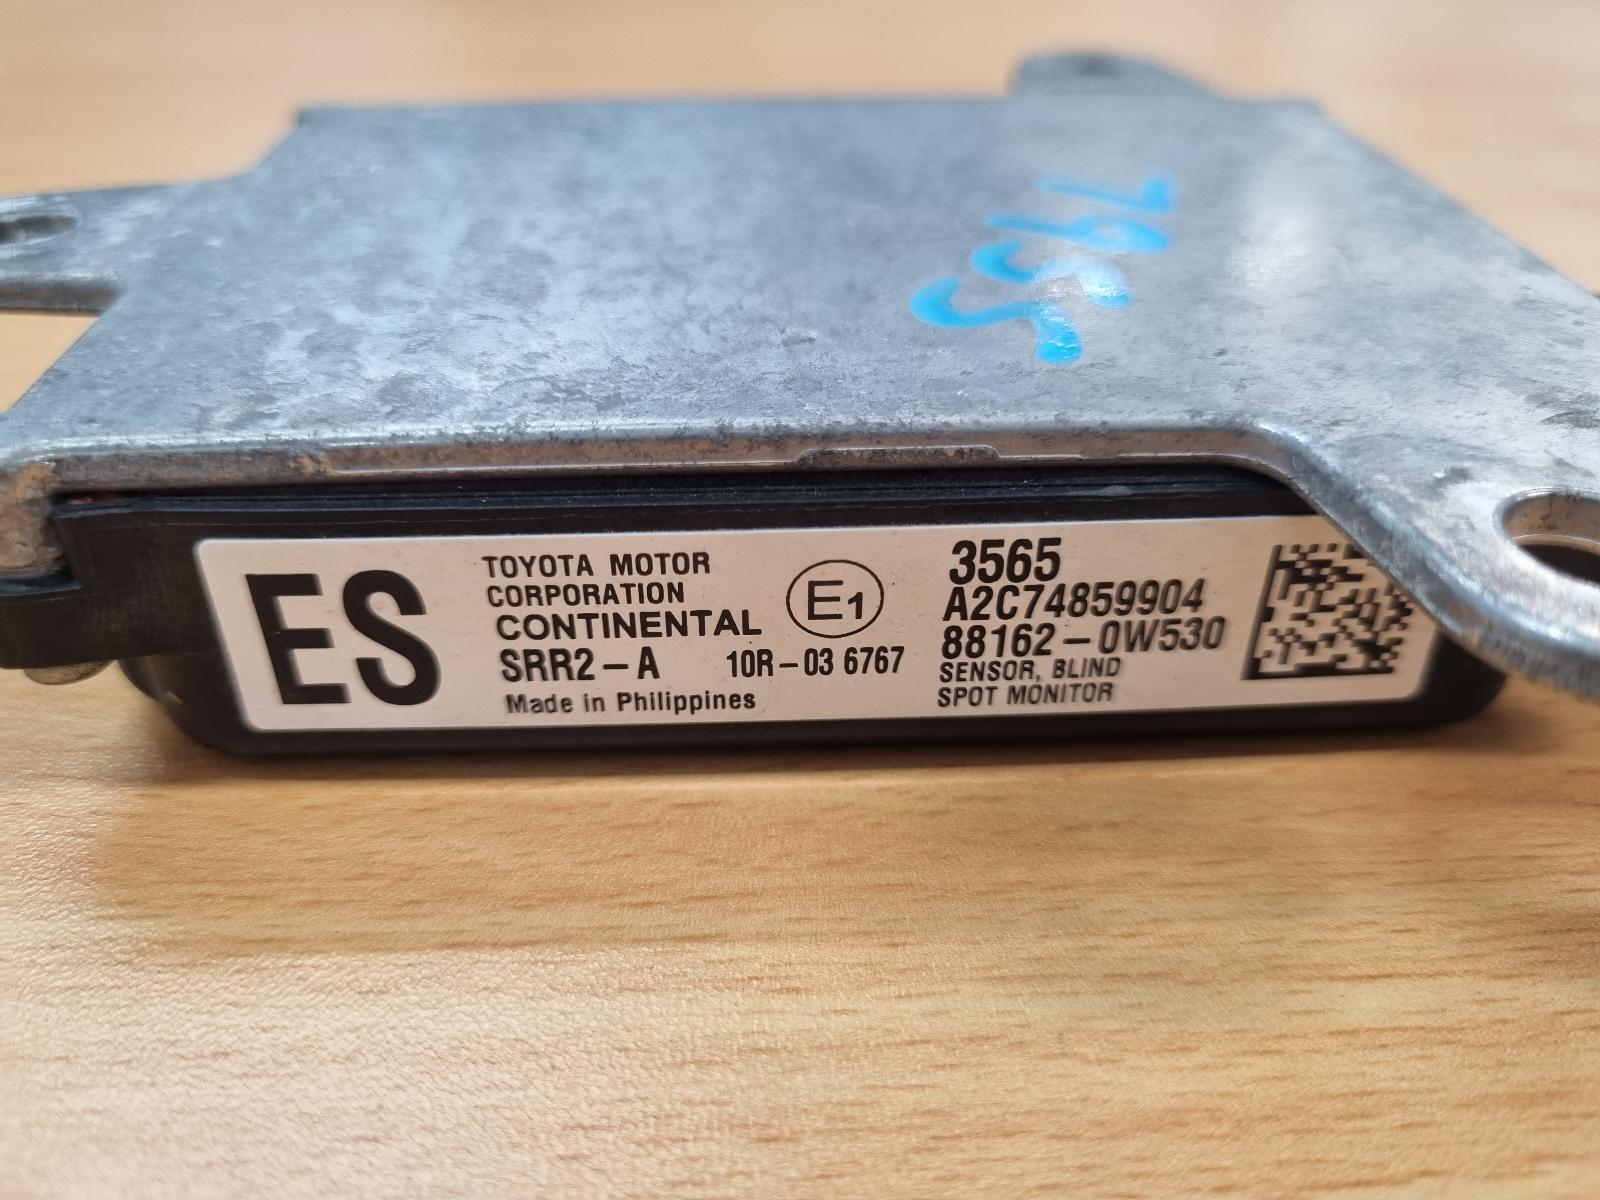 ES
TOYOTA MOTOR
CORPORATION
CONTINENTAL
SRR2-A
Made in Philippines
E1
10R-03 6767
3565
A2C74859904
88162-0W530
SENSOR, BLIND
SPOT MONITOR